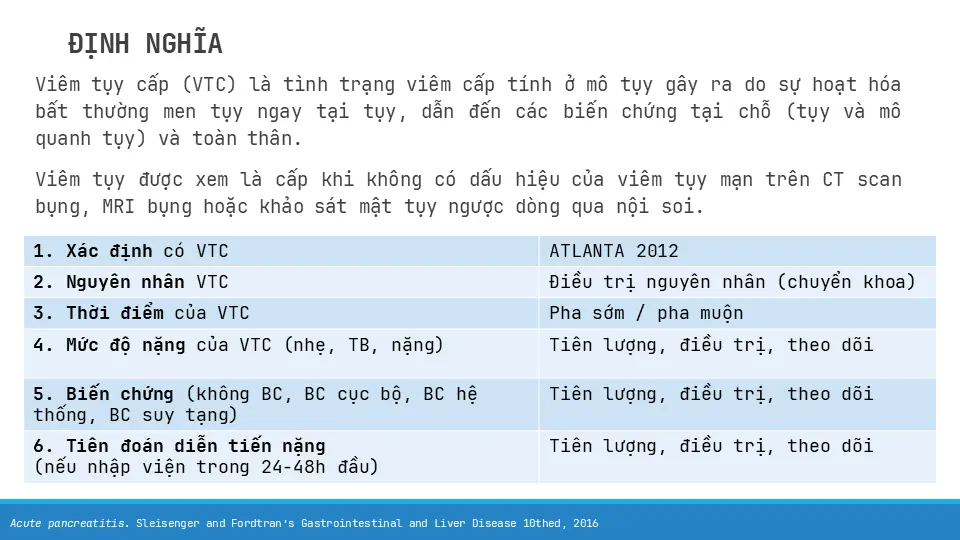 ĐỊNH NGHĨA
Viêm tụy cấp (VTC) là tình trạng viêm cấp tính ở mô tụy gây ra do sự hoạt hóa
bất thường men tụy ngay tại tụy, dẫn đến các biến chứng tại chỗ (tụy và mô
quanh tụy) và toàn thân.
Viêm tụy được xem là cấp khi không có dấu hiệu của viêm tụy mạn trên CT scan
bụng, MRI bụng hoặc khảo sát mật tụy ngược dòng qua nội soi.
1. Xác định có VTC
ATLANTA 2012
2. Nguyên nhân VTC
Điều trị nguyên nhân (chuyển khoa)
3. Thời điểm của VTC
Pha sớm / pha muộn
4. Mức độ nặng của VTC (nhẹ, TB, nặng)
Tiên lượng, điều trị, theo dõi
5. Biến chứng (không BC, BC cục bộ, BC hệ
thống, BC suy tạng)
Tiên lượng, điều trị, theo dõi
6. Tiên đoán diễn tiến nặng
(nếu nhập viện trong 24-48h đầu)
Tiên lượng, điều trị, theo dõi
Acute pancreatitis. Sleisenger and Fordtran's Gastrointestinal and Liver Disease 10thed, 2016